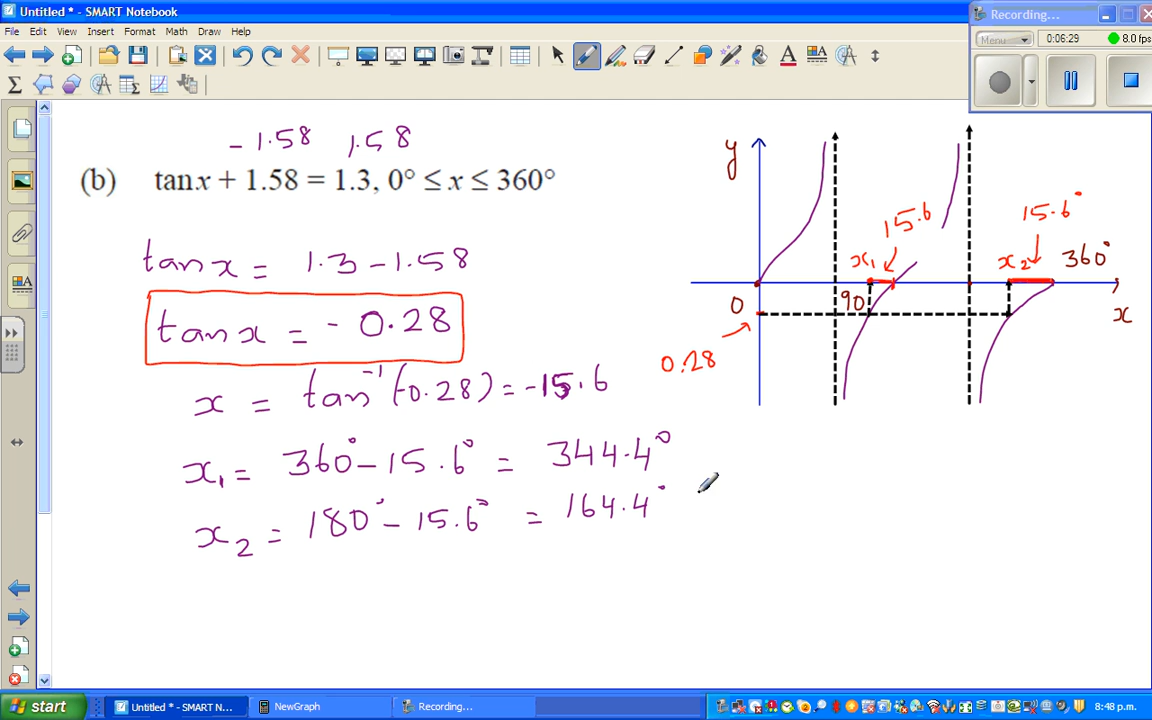 Untitled * - SMART Notebook
File Edit View Insert Format Math Draw Help
Recording...
Menu
0:06:29
8.0 fps
-1.58 1.58
(b) tan x + 1.58 = 1.3, 0° ≤ x ≤ 360°
tan x = 1.3 - 1.58
tan x = - 0.28
x = tan⁻¹(-0.28) = -15.6
x₁ = 360° - 15.6° = 344.4°
x₂ = 180° - 15.6° = 164.4°
y
15.6
15.6°
x₁
x₂
360°
0
90
x
0.28
start
Untitled * - SMART N...
NewGraph
Recording...
8:48 p.m.